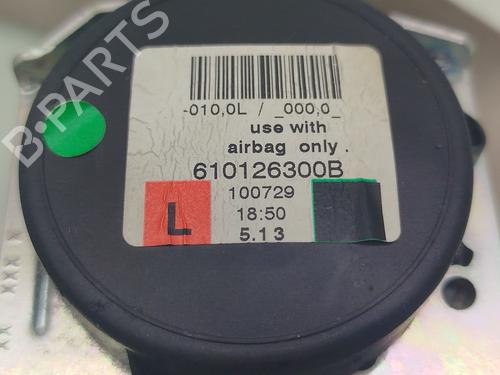 B-PARTS
-010,0L / _000,0_
use with
airbag only .
610126300B
100729
L
18:50
5.13